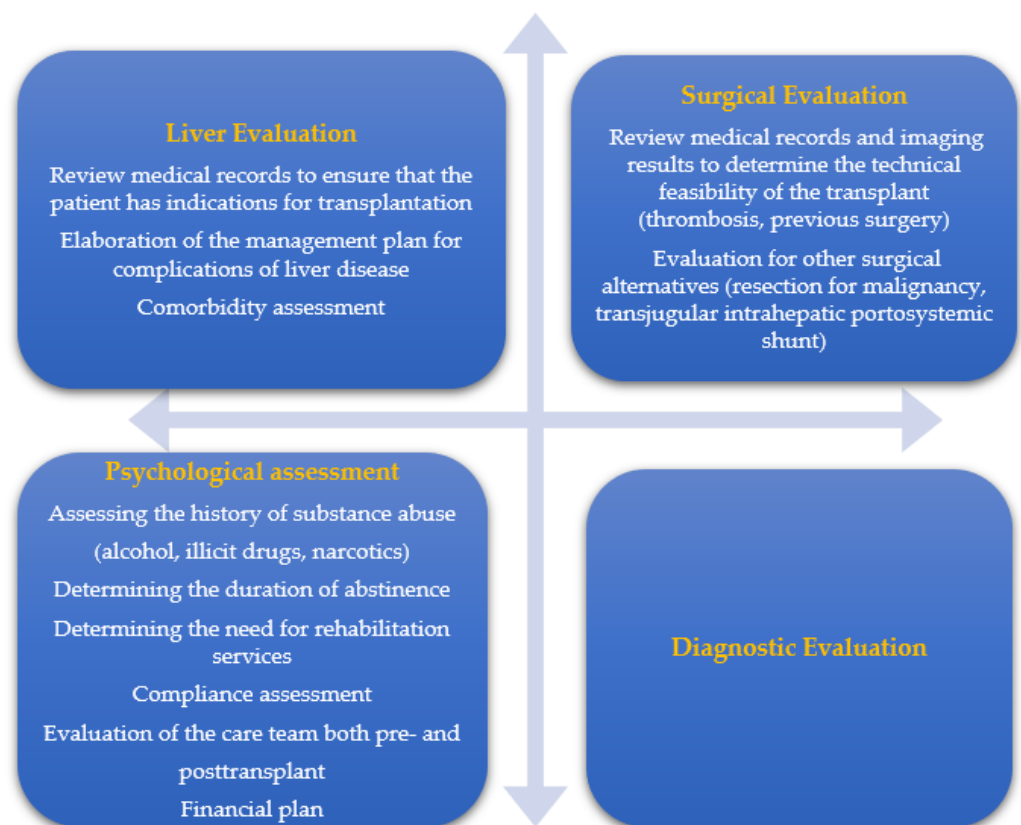 Liver Evaluation
Review medical records to ensure that the
patient has indications for transplantation
Elaboration of the management plan for
complications of liver disease
Comorbidity assessment
Surgical Evaluation
Review medical records and imaging
results to determine the technical
feasibility of the transplant
(thrombosis, previous surgery)
Evaluation for other surgical
alternatives (resection for malignancy,
transjugular intrahepatic portosystemic
shunt)
Psychological assessment
Assessing the history of substance abuse
(alcohol, illicit drugs, narcotics)
Determining the duration of abstinence
Determining the need for rehabilitation
services
Compliance assessment
Evaluation of the care team both pre- and
posttransplant
Financial plan
Diagnostic Evaluation